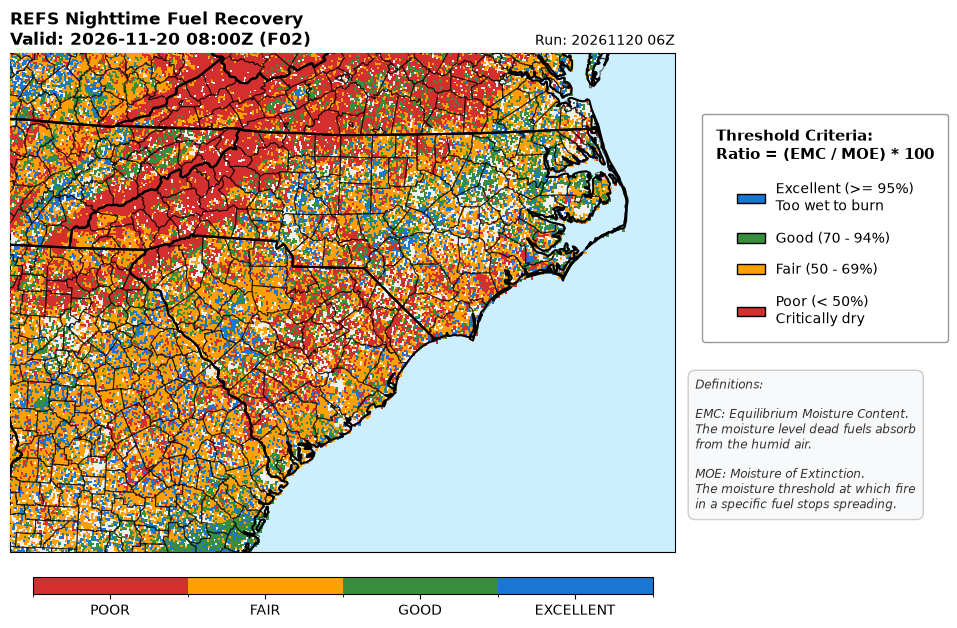 REFS Nighttime Fuel Recovery
Valid: 2026-11-20 08:00Z (F02)
Run: 20261120 06Z
Threshold Criteria:
Ratio = (EMC / MOE) * 100
Excellent (>= 95%)
Too wet to burn
Good (70 - 94%)
Fair (50 - 69%)
Poor (< 50%)
Critically dry
Definitions:
EMC: Equilibrium Moisture Content.
The moisture level dead fuels absorb
from the humid air.
MOE: Moisture of Extinction.
The moisture threshold at which fire
in a specific fuel stops spreading.
POOR
FAIR
GOOD
EXCELLENT